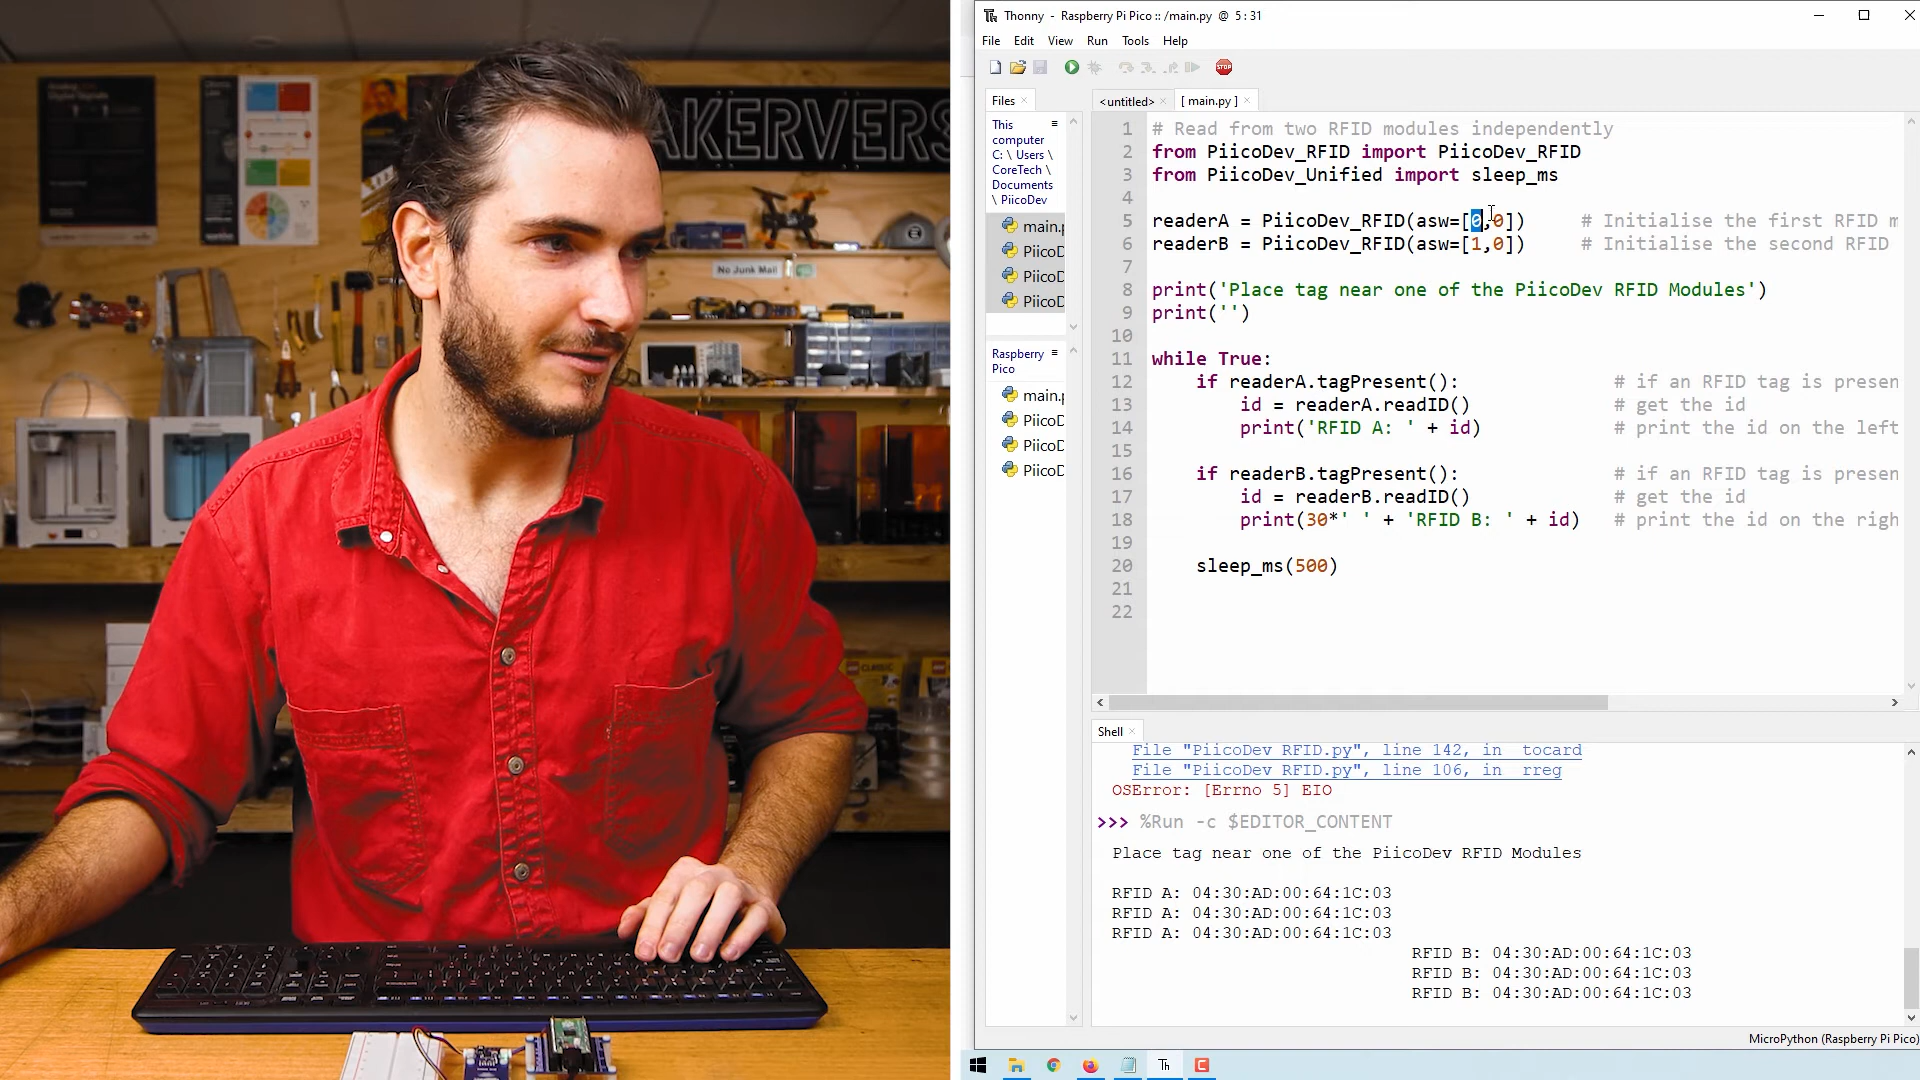 AKERVERS
No Junk Mail
CLASSIC
Thonny - Raspberry Pi Pico :: /main.py @ 5 : 31
File Edit View Run Tools Help
STOP
Files
<untitled> [ main.py ]
This
computer
C: \ Users \
CoreTech \
Documents
\ PiicoDev
main.p
PiicoD
PiicoD
PiicoD
Raspberry
Pico
main.p
PiicoD
PiicoD
PiicoD
1 # Read from two RFID modules independently
2 from PiicoDev_RFID import PiicoDev_RFID
3 from PiicoDev_Unified import sleep_ms
4
5 readerA = PiicoDev_RFID(asw=[0,0]) # Initialise the first RFID m
6 readerB = PiicoDev_RFID(asw=[1,0]) # Initialise the second RFID
7
8 print('Place tag near one of the PiicoDev RFID Modules')
9 print('')
10
11 while True:
12 if readerA.tagPresent(): # if an RFID tag is presen
13 id = readerA.readID() # get the id
14 print('RFID A: ' + id) # print the id on the left
15
16 if readerB.tagPresent(): # if an RFID tag is presen
17 id = readerB.readID() # get the id
18 print(30*' ' + 'RFID B: ' + id) # print the id on the righ
19
20 sleep_ms(500)
21
22
Shell
File "PiicoDev_RFID.py", line 142, in _tocard
File "PiicoDev_RFID.py", line 106, in _rreg
OSError: [Errno 5] EIO
>>> %Run -c $EDITOR_CONTENT
Place tag near one of the PiicoDev RFID Modules
RFID A: 04:30:AD:00:64:1C:03
RFID A: 04:30:AD:00:64:1C:03
RFID A: 04:30:AD:00:64:1C:03
RFID B: 04:30:AD:00:64:1C:03
RFID B: 04:30:AD:00:64:1C:03
RFID B: 04:30:AD:00:64:1C:03
MicroPython (Raspberry Pi Pico)
Th